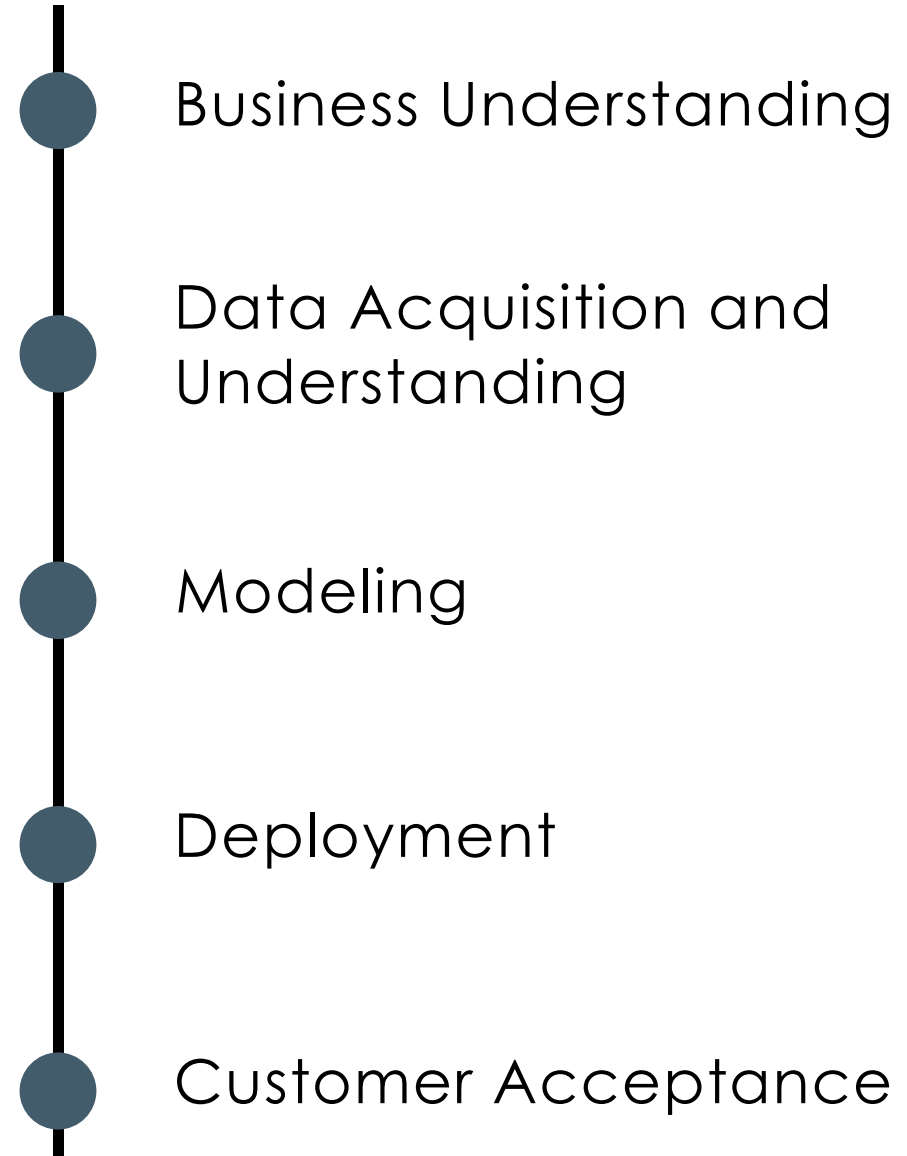 Business Understanding
Data Acquisition and
Understanding
Modeling
Deployment
Customer Acceptance